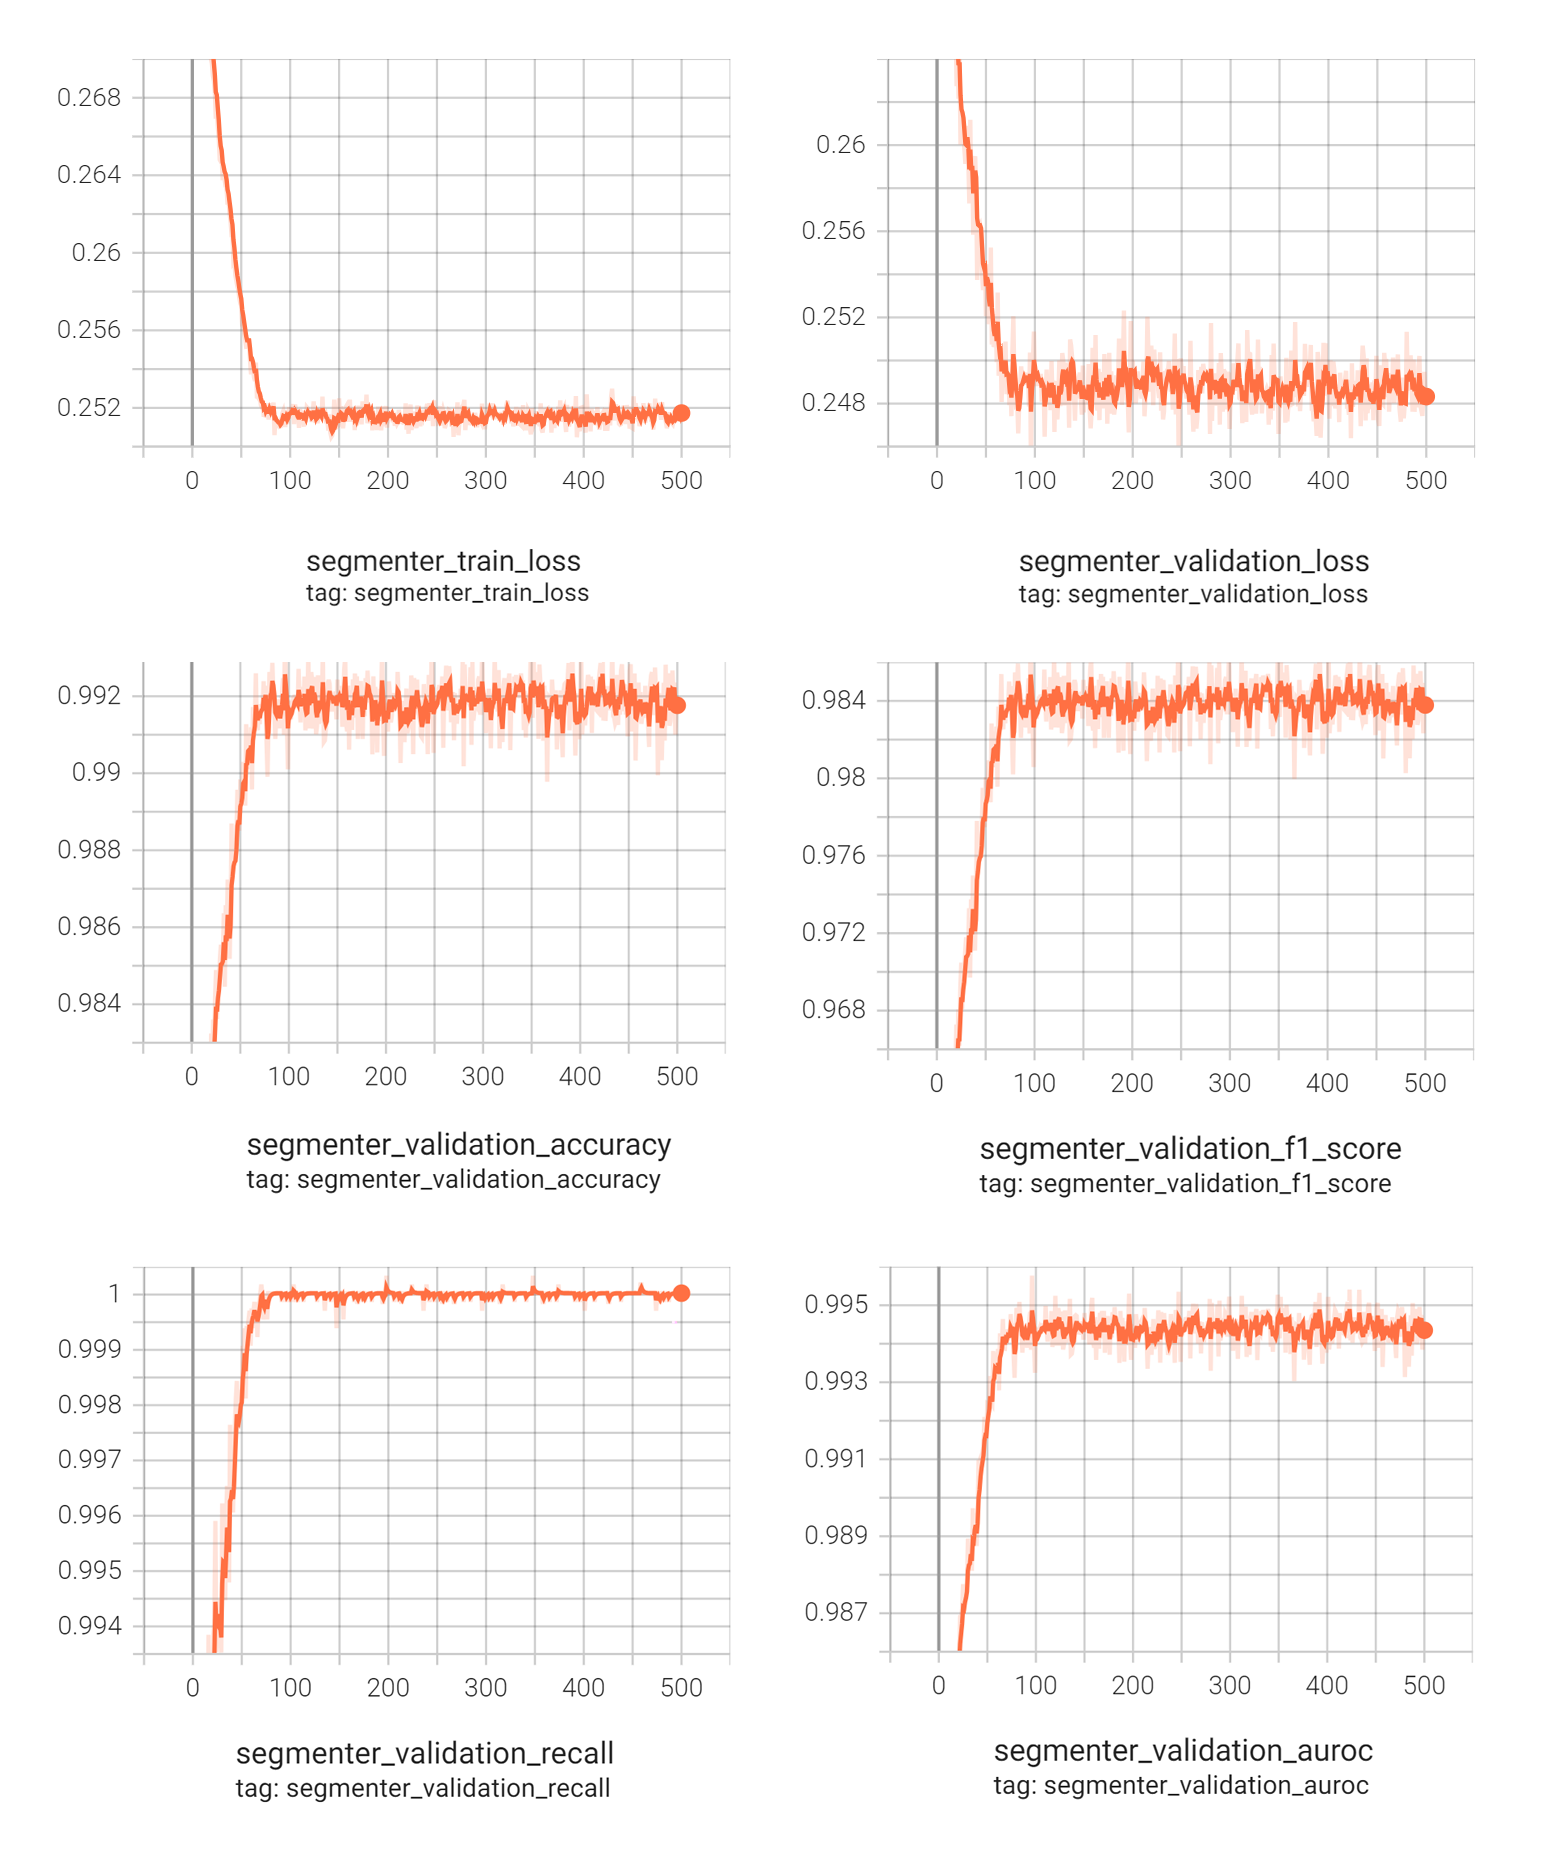 0.268
0.264
0.26
0.256
0.252
0 100 200 300 400 500
segmenter_train_loss
tag: segmenter_train_loss
0.26
0.256
0.252
0.248
0 100 200 300 400 500
segmenter_validation_loss
tag: segmenter_validation_loss
0.992
0.99
0.988
0.986
0.984
0 100 200 300 400 500
segmenter_validation_accuracy
tag: segmenter_validation_accuracy
0.984
0.98
0.976
0.972
0.968
0 100 200 300 400 500
segmenter_validation_f1_score
tag: segmenter_validation_f1_score
1
0.999
0.998
0.997
0.996
0.995
0.994
0 100 200 300 400 500
segmenter_validation_recall
tag: segmenter_validation_recall
0.995
0.993
0.991
0.989
0.987
0 100 200 300 400 500
segmenter_validation_auroc
tag: segmenter_validation_auroc